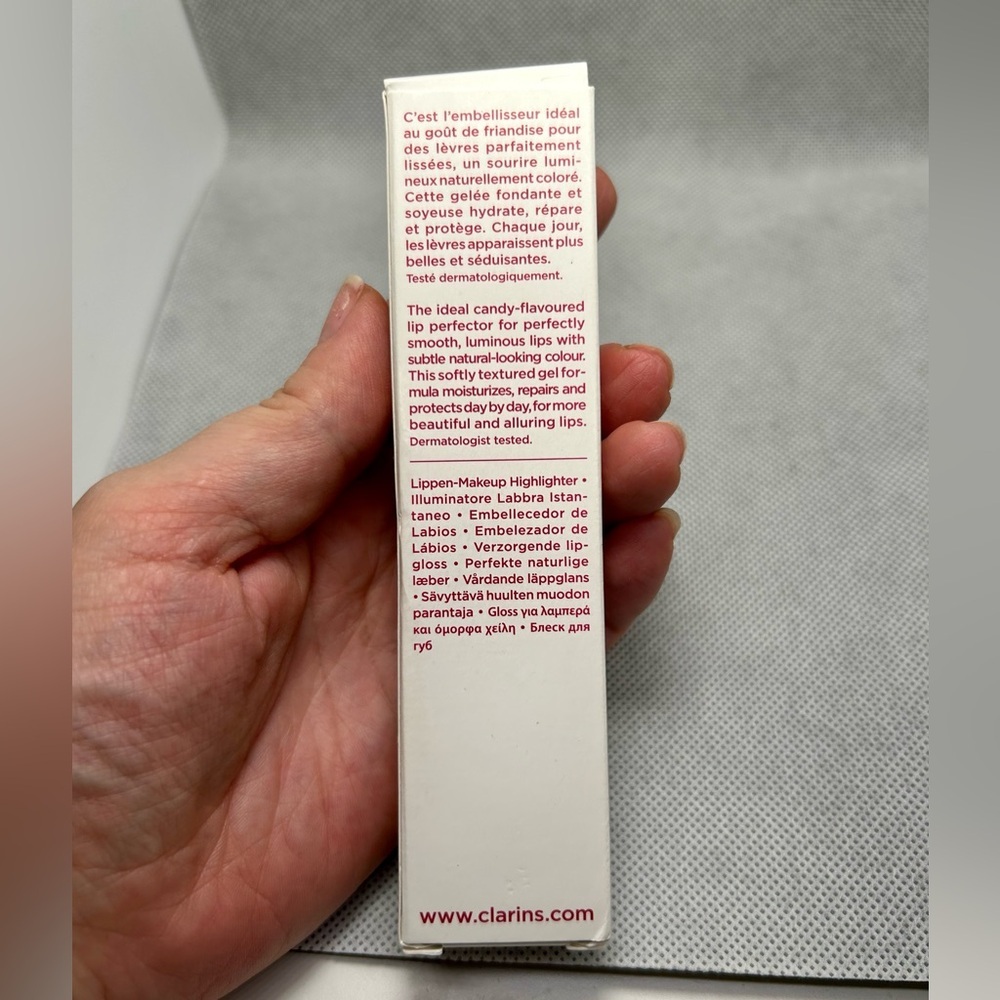 C'est l'embellisseur idéal
au goût de friandise pour
des lèvres parfaitement
lissées, un sourire lumi-
neux naturellement coloré.
Cette gelée fondante et
soyeuse hydrate, répare
et protège. Chaque jour,
les lèvres apparaissent plus
belles et séduisantes.
Testé dermatologiquement.
The ideal candy-flavoured
lip perfector for perfectly
smooth, luminous lips with
subtle natural-looking colour.
This softly textured gel for-
mula moisturizes, repairs and
protects day by day, for more
beautiful and alluring lips.
Dermatologist tested.
Lippen-Makeup Highlighter •
Illuminatore Labbra Istan-
taneo • Embellecedor de
Labios • Embelezador de
Lábios • Verzorgende lip-
gloss • Perfekte naturlige
læber • Vårdande läppglans
• Sävyttävä huulten muodon
parantaja • Gloss για λαμπερά
και όμορφα χείλη • Блеск для
губ
www.clarins.com